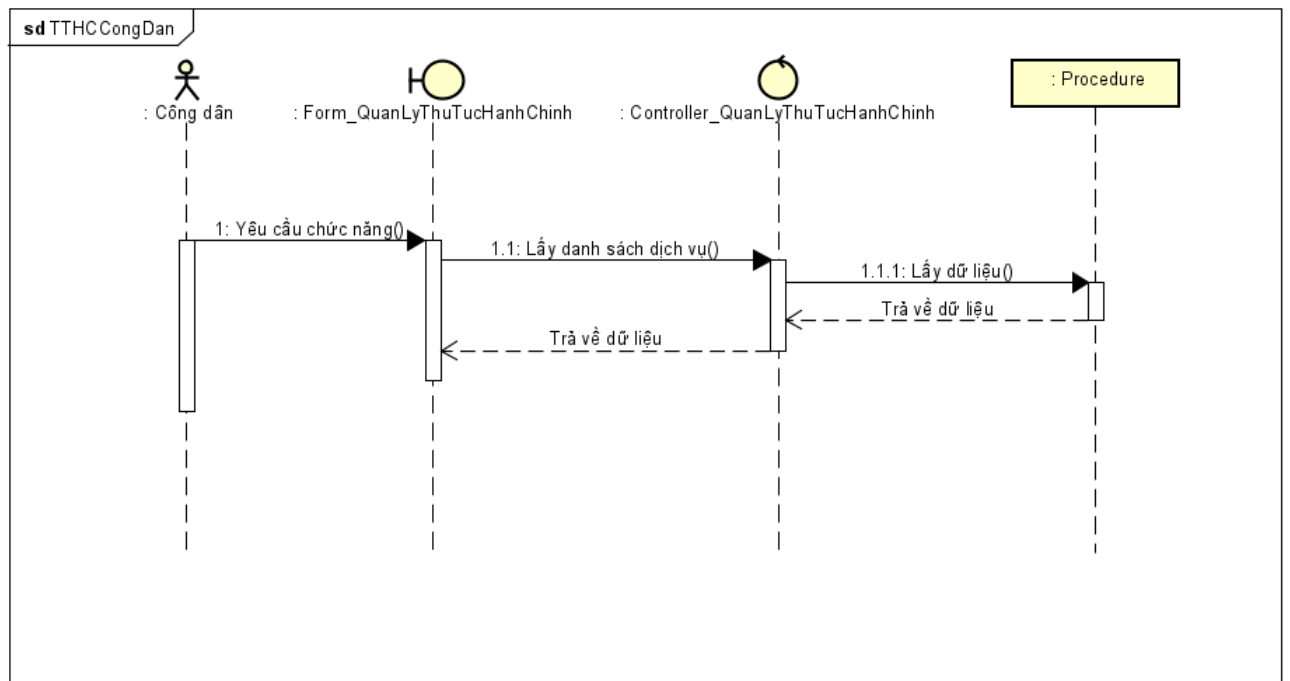 sd TTHCCongDan
: Procedure
: Công dân
: Form_QuanLyThuTucHanhChinh
: Controller_QuanLyThuTucHanhChinh
1: Yêu cầu chức năng()
1.1: Lấy danh sách dịch vụ()
1.1.1: Lấy dữ liệu()
Trả về dữ liệu
Trả về dữ liệu